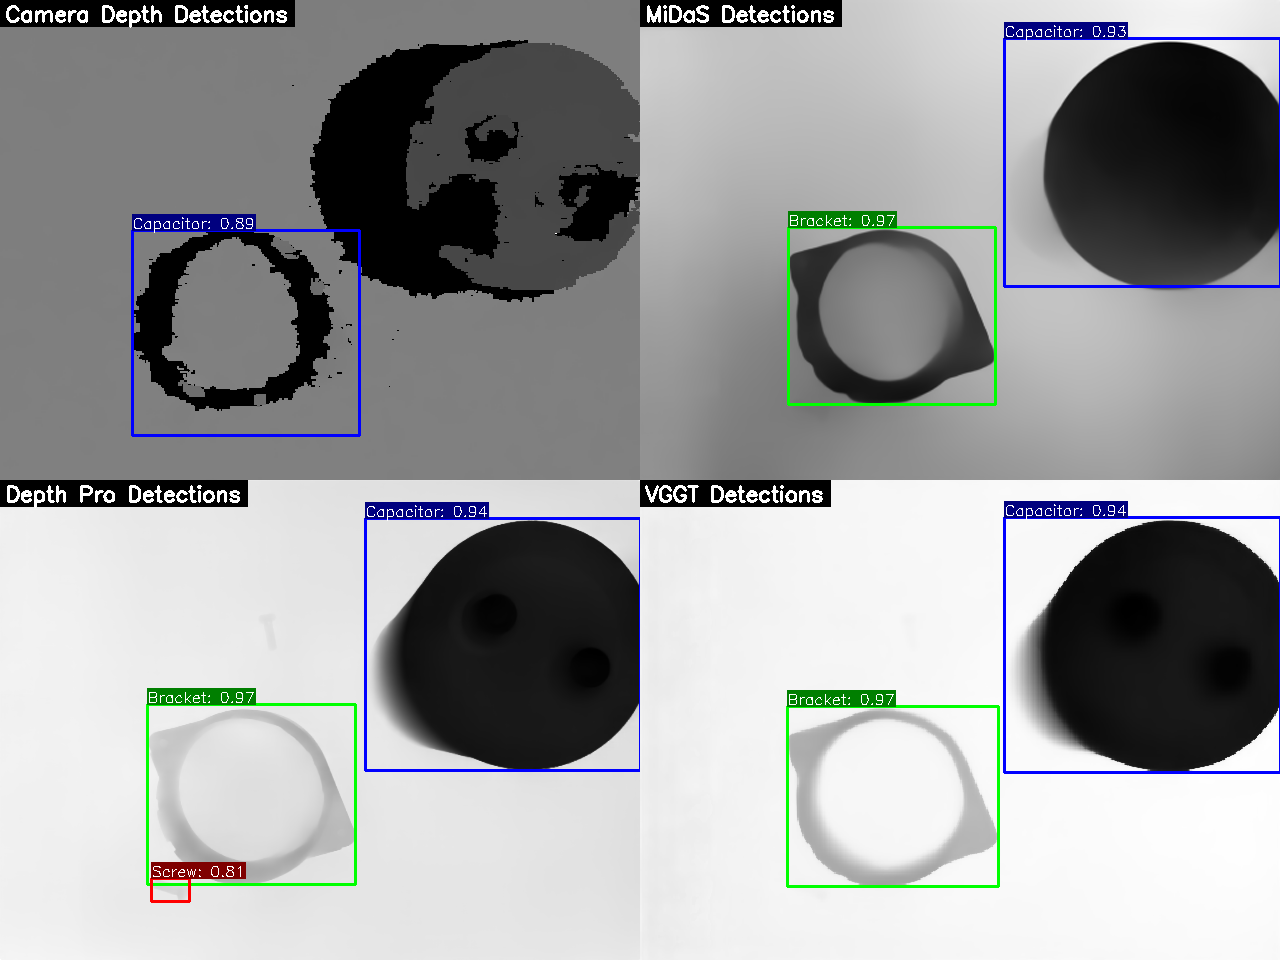 Camera Depth Detections
Capacitor: 0.89
MiDaS Detections
Capacitor: 0.93
Bracket: 0.97
Depth Pro Detections
Capacitor: 0.94
Bracket: 0.97
Screw: 0.81
VGGT Detections
Capacitor: 0.94
Bracket: 0.97